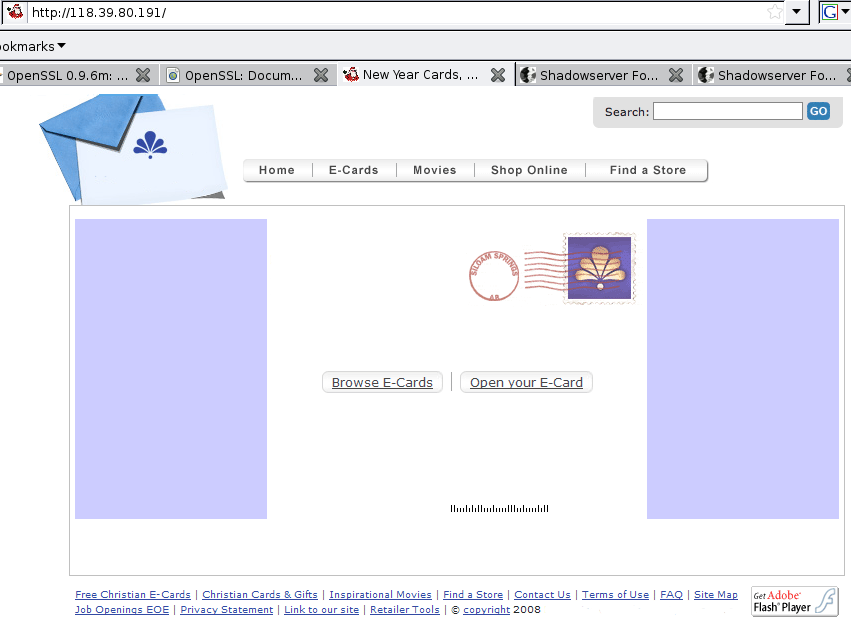 http://118.39.80.191/
ookmarks
OpenSSL 0.9.6m: ... OpenSSL: Docum... New Year Cards, ... Shadowserver Fo... Shadowserver Fo...
Search: GO
Home E-Cards Movies Shop Online Find a Store
SILOAM SPRINGS
AR
Browse E-Cards | Open your E-Card
Free Christian E-Cards | Christian Cards & Gifts | Inspirational Movies | Find a Store | Contact Us | Terms of Use | FAQ | Site Map
Job Openings EOE | Privacy Statement | Link to our site | Retailer Tools | © copyright 2008
Get Adobe®
Flash® Player